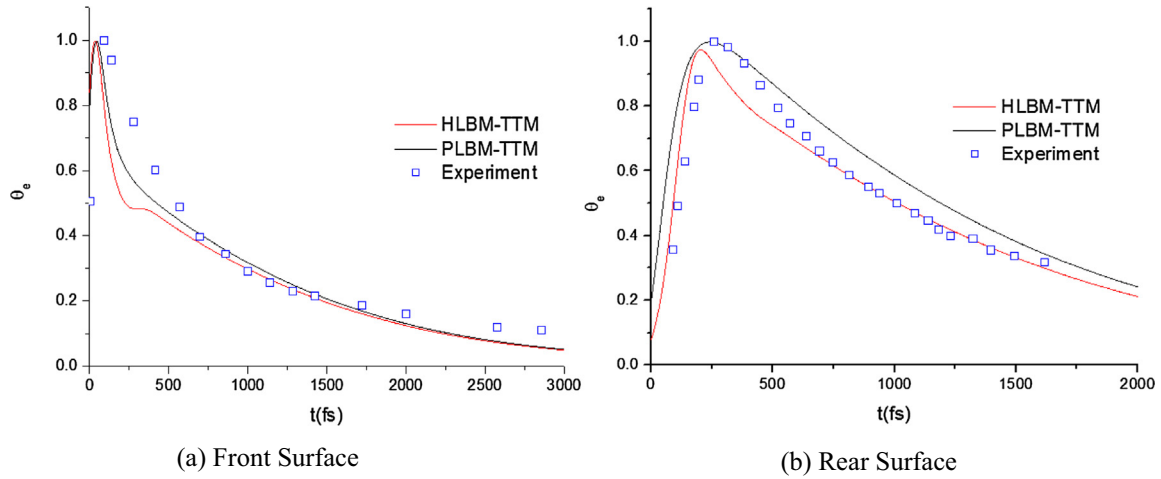 1.0
0.8
0.6
0.4
0.2
0.0
θe
HLBM-TTM
PLBM-TTM
Experiment
0 500 1000 1500 2000 2500 3000
t(fs)
(a) Front Surface
1.0
0.8
0.6
0.4
0.2
0.0
θe
HLBM-TTM
PLBM-TTM
Experiment
0 500 1000 1500 2000
t(fs)
(b) Rear Surface